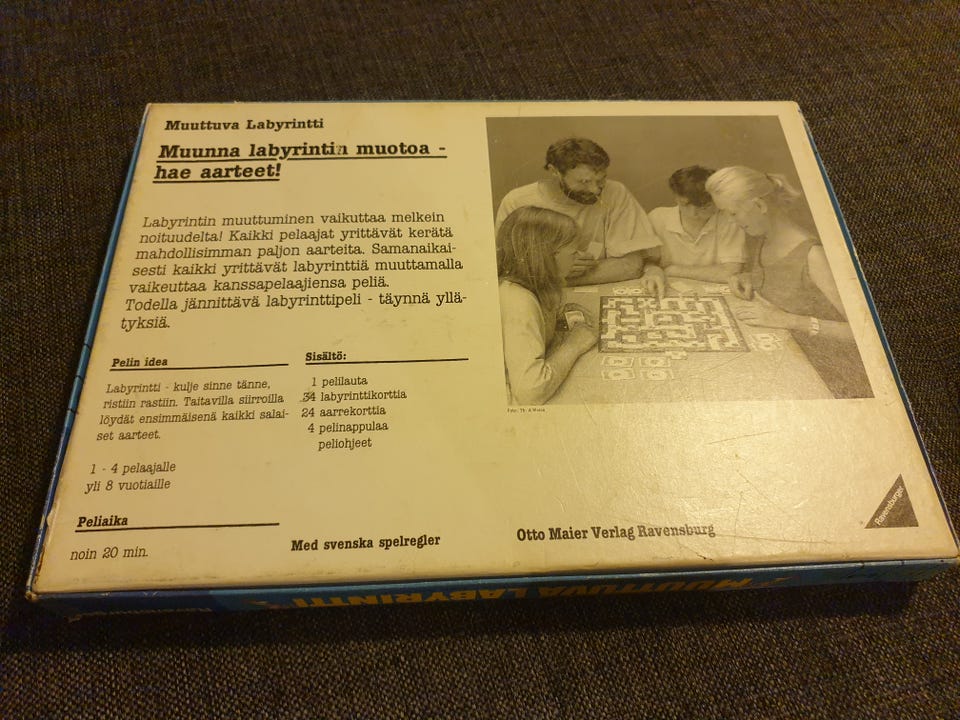 Muuttuva Labyrintti
Muunna labyrintin muotoa -
hae aarteet!
Labyrintin muuttuminen vaikuttaa melkein
noituudelta! Kaikki pelaajat yrittävät kerätä
mahdollisimman paljon aarteita. Samanaikai-
sesti kaikki yrittävät labyrinttiä muuttamalla
vaikeuttaa kanssapelaajiensa peliä.
Todella jännittävä labyrinttipeli - täynnä yllä-
tyksiä.
Pelin idea
Labyrintti - kulje sinne tänne,
ristiin rastiin. Taitavilla siirroilla
löydät ensimmäisenä kaikki salai-
set aarteet.
1 - 4 pelaajalle
yli 8 vuotiaille
Peliaika
noin 20 min.
Sisältö:
1 pelilauta
34 labyrinttikorttia
24 aarrekorttia
4 pelinappulaa
peliohjeet
Med svenska spelregler
Foto: Th.
Otto Maier Verlag Ravensburg
Ravensburger
MUUTTUVA LABYRINTTI